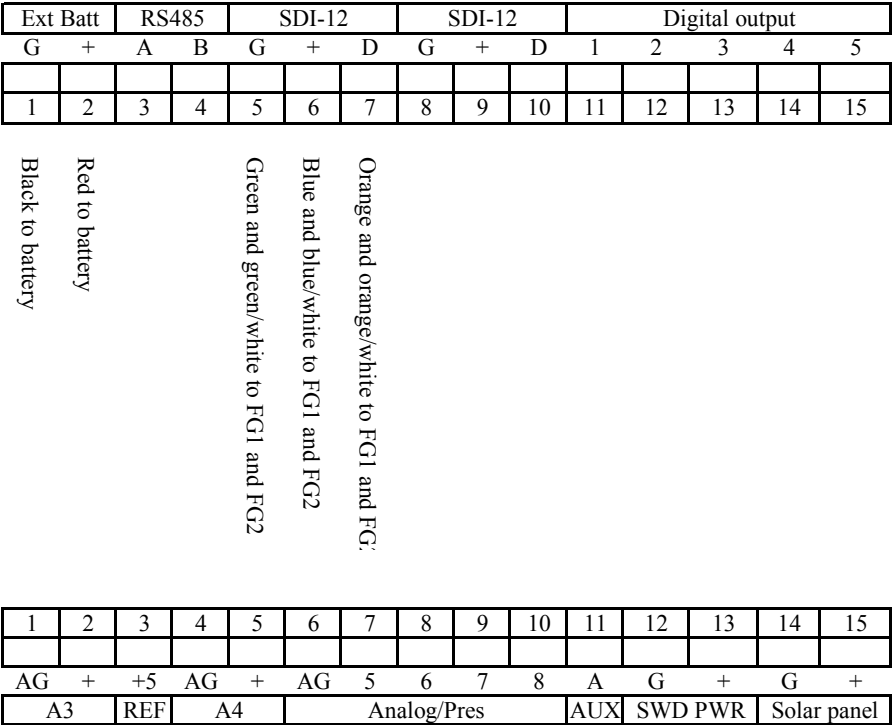 Ext Batt RS485 SDI-12 SDI-12 Digital output
G + A B G + D G + D 1 2 3 4 5
1 2 3 4 5 6 7 8 9 10 11 12 13 14 15
Black to battery
Red to battery
Green and green/white to FG1 and FG2
Blue and blue/white to FG1 and FG2
Orange and orange/white to FG1 and
1 2 3 4 5 6 7 8 9 10 11 12 13 14 15
AG + +5 AG + AG 5 6 7 8 A G + G +
A3 REF A4 Analog/Pres AUX SWD PWR Solar panel